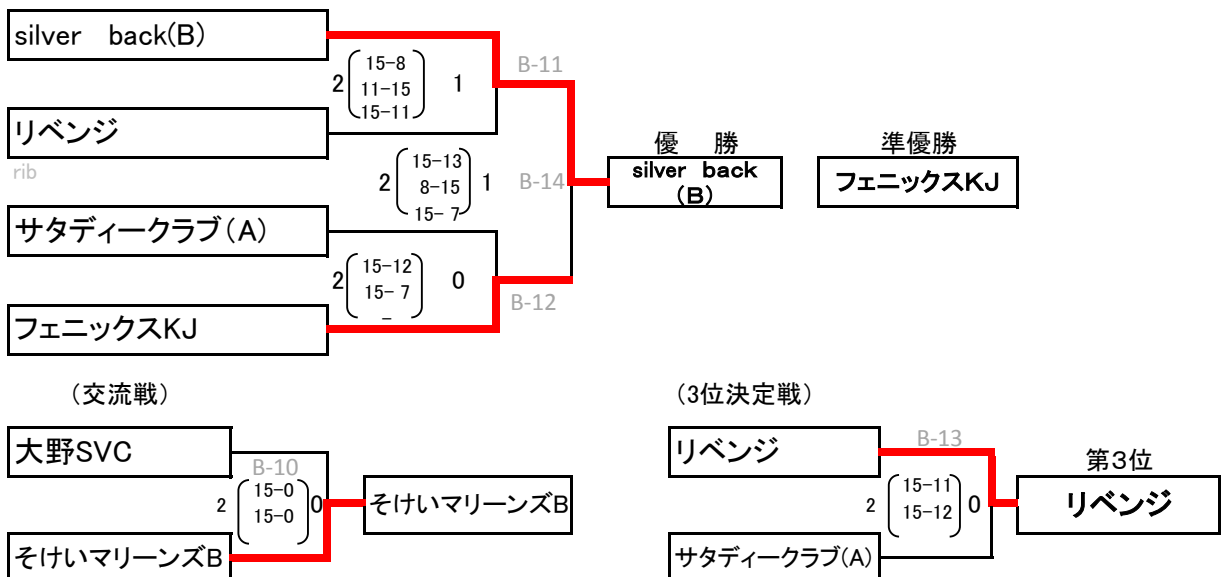 silver　back(B)
B-11
2 15-8 1
11-15
15-11
リベンジ
rib
優　勝
準優勝
silver back
(B)
フェニックスKJ
15-13
2 8-15 1 B-14
15- 7
サタディークラブ(A)
15-12
2 15- 7 0
-
B-12
フェニックスKJ
（交流戦）
（3位決定戦）
大野SVC
B-10
2 15-0 0
15-0
そけいマリーンズB
そけいマリーンズB
リベンジ
B-13
第3位
2 15-11 0
15-12
リベンジ
サタディークラブ(A)